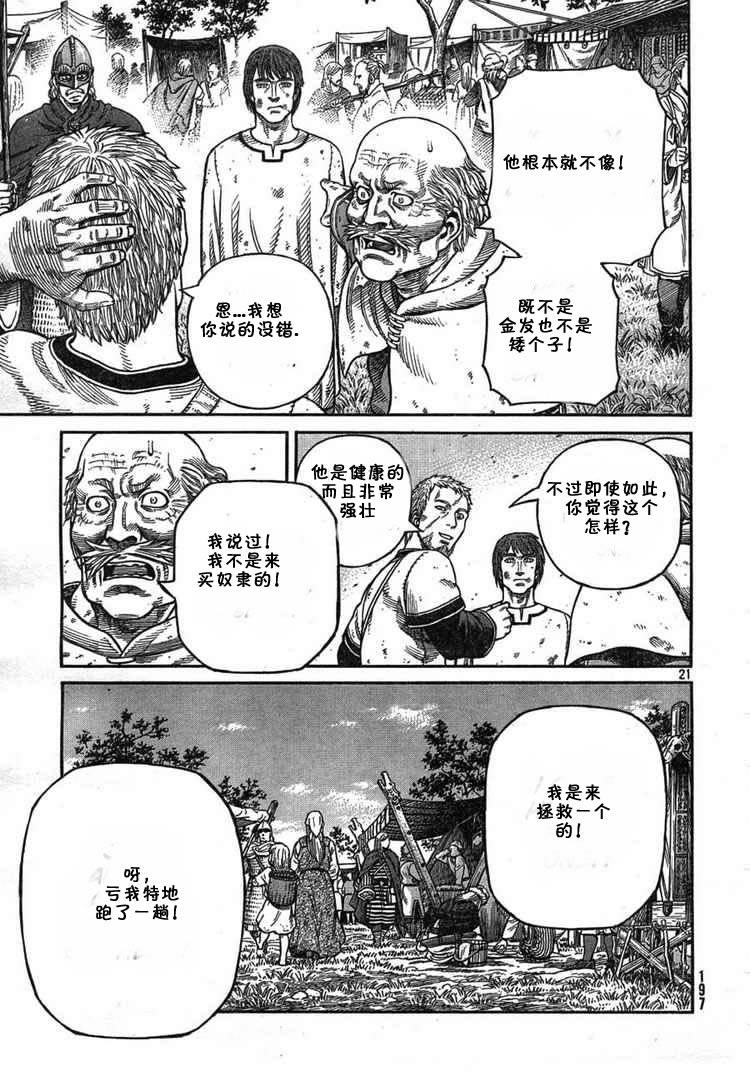 他根本就不像!
既不是
金发也不是
矮个子!
恩...我想
你说的没错.
不过即使如此,
你觉得这个
怎样?
他是健康的
而且非常
强壮
我说过!
我不是来
买奴隶的!
21
我是来
拯救一个
的!
呀,
亏我特地
跑了一趟!
197